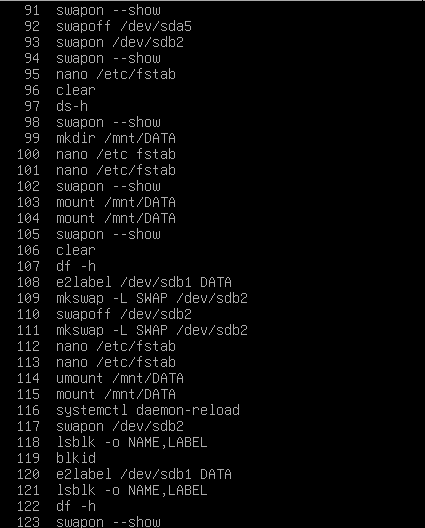 91 swapon --show
92 swapoff /dev/sda5
93 swapon /dev/sdb2
94 swapon --show
95 nano /etc/fstab
96 clear
97 ds-h
98 swapon --show
99 mkdir /mnt/DATA
100 nano /etc fstab
101 nano /etc/fstab
102 swapon --show
103 mount /mnt/DATA
104 mount /mnt/DATA
105 swapon --show
106 clear
107 df -h
108 e2label /dev/sdb1 DATA
109 mkswap -L SWAP /dev/sdb2
110 swapoff /dev/sdb2
111 mkswap -L SWAP /dev/sdb2
112 nano /etc/fstab
113 nano /etc/fstab
114 umount /mnt/DATA
115 mount /mnt/DATA
116 systemctl daemon-reload
117 swapon /dev/sdb2
118 lsblk -o NAME,LABEL
119 blkid
120 e2label /dev/sdb1 DATA
121 lsblk -o NAME,LABEL
122 df -h
123 swapon --show